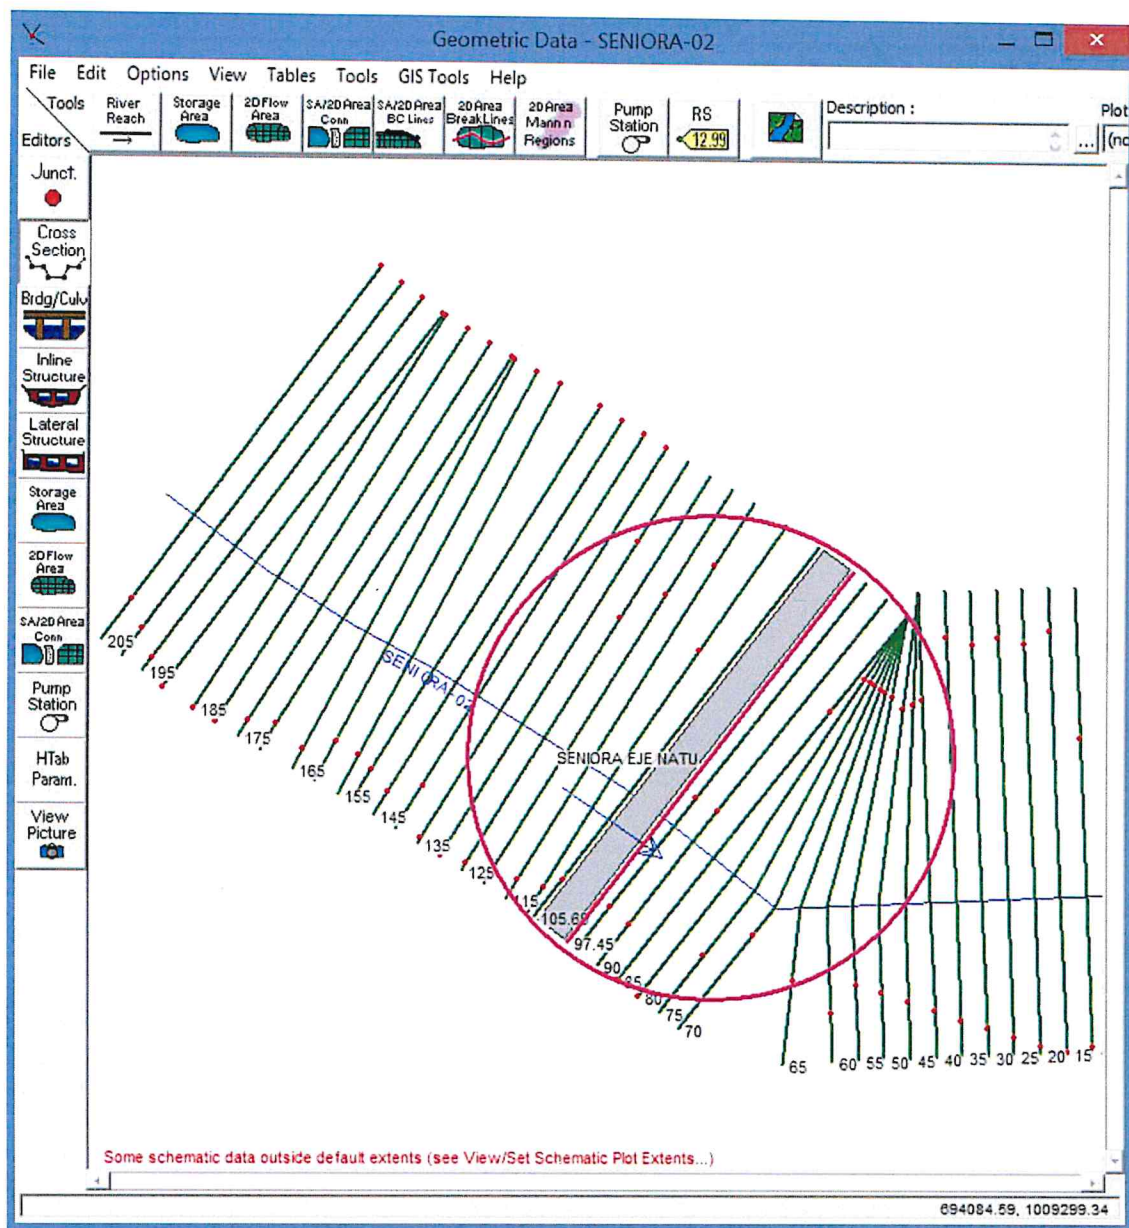 Geometric Data - SENIORA-02
File Edit Options View Tables Tools GIS Tools Help
Tools
Editors
River
Reach
Storage
Area
2D Flow
Area
SA/2D Area
Conn
SA/2D Area
BC Lines
2D Area
BreakLines
2D Area
Mann n
Regions
Pump
Station
RS
12.99
Description :
...
Plot
(no
Junct.
Cross
Section
Brdg/Culv
Inline
Structure
Lateral
Structure
Storage
Area
2D Flow
Area
SA/2D Area
Conn
Pump
Station
HTab
Param.
View
Picture
205
195
185
175
165
155
145
135
125
115
105.69
97.45
90
85
80
75
70
65
60
55
50
45
40
35
30
25
20
15
SENIORA-02
SENIORA EJE NATU
Some schematic data outside default extents (see View/Set Schematic Plot Extents...)
694084.59, 1009299.34